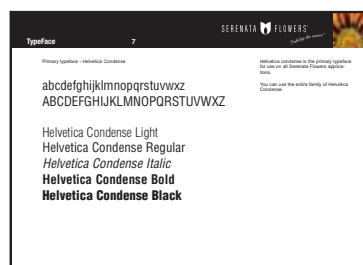 SERENATA FLOWERS
TypeFace 7
Primary typeface - Helvetica Condense
abcdefghijklmnopqrstuvwxz
ABCDEFGHIJKLMNOPQRSTUVWXZ
Helvetica Condense Light
Helvetica Condense Regular
Helvetica Condense Italic
Helvetica Condense Bold
Helvetica Condense Black
Helvetica condense is the primary typeface
for use on all Serenata Flowers applica-
tions.
You can use the entire family of Helvetica
Condense.